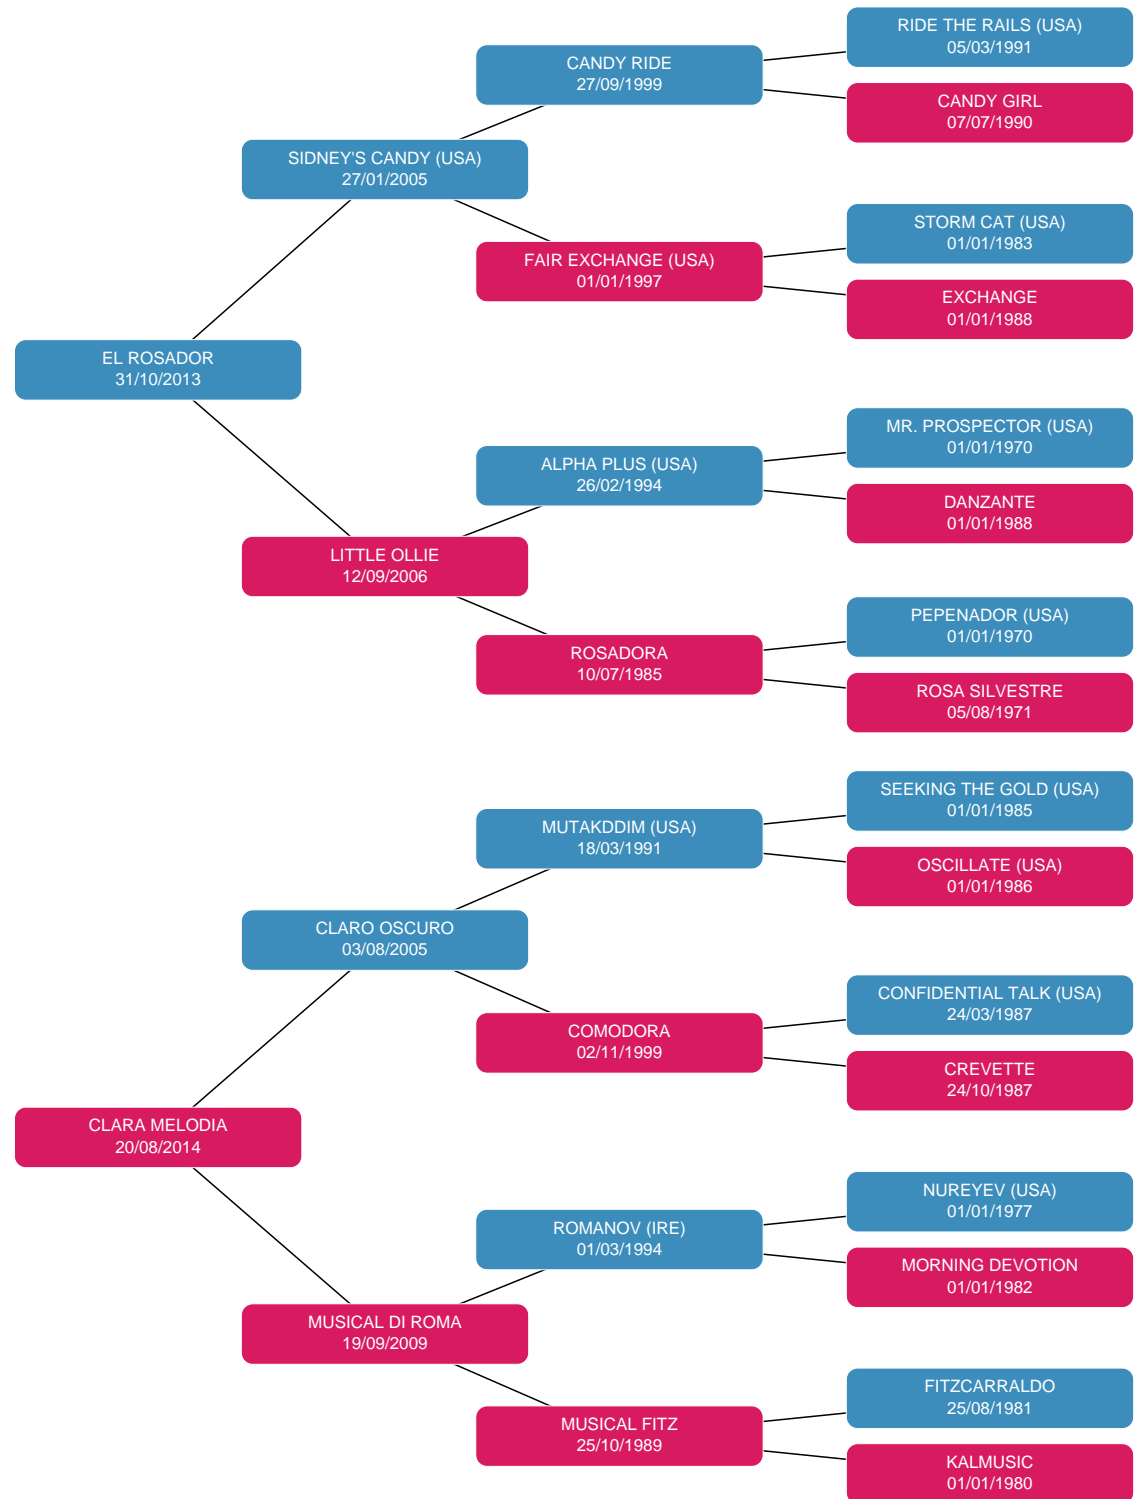 RIDE THE RAILS (USA)
05/03/1991
CANDY RIDE
27/09/1999
CANDY GIRL
07/07/1990
SIDNEY'S CANDY (USA)
27/01/2005
STORM CAT (USA)
01/01/1983
FAIR EXCHANGE (USA)
01/01/1997
EXCHANGE
01/01/1988
EL ROSADOR
31/10/2013
MR. PROSPECTOR (USA)
01/01/1970
ALPHA PLUS (USA)
26/02/1994
DANZANTE
01/01/1988
LITTLE OLLIE
12/09/2006
PEPENADOR (USA)
01/01/1970
ROSADORA
10/07/1985
ROSA SILVESTRE
05/08/1971
SEEKING THE GOLD (USA)
01/01/1985
MUTAKDDIM (USA)
18/03/1991
OSCILLATE (USA)
01/01/1986
CLARO OSCURO
03/08/2005
CONFIDENTIAL TALK (USA)
24/03/1987
COMODORA
02/11/1999
CREVETTE
24/10/1987
CLARA MELODIA
20/08/2014
NUREYEV (USA)
01/01/1977
ROMANOV (IRE)
01/03/1994
MORNING DEVOTION
01/01/1982
MUSICAL DI ROMA
19/09/2009
FITZCARRALDO
25/08/1981
MUSICAL FITZ
25/10/1989
KALMUSIC
01/01/1980